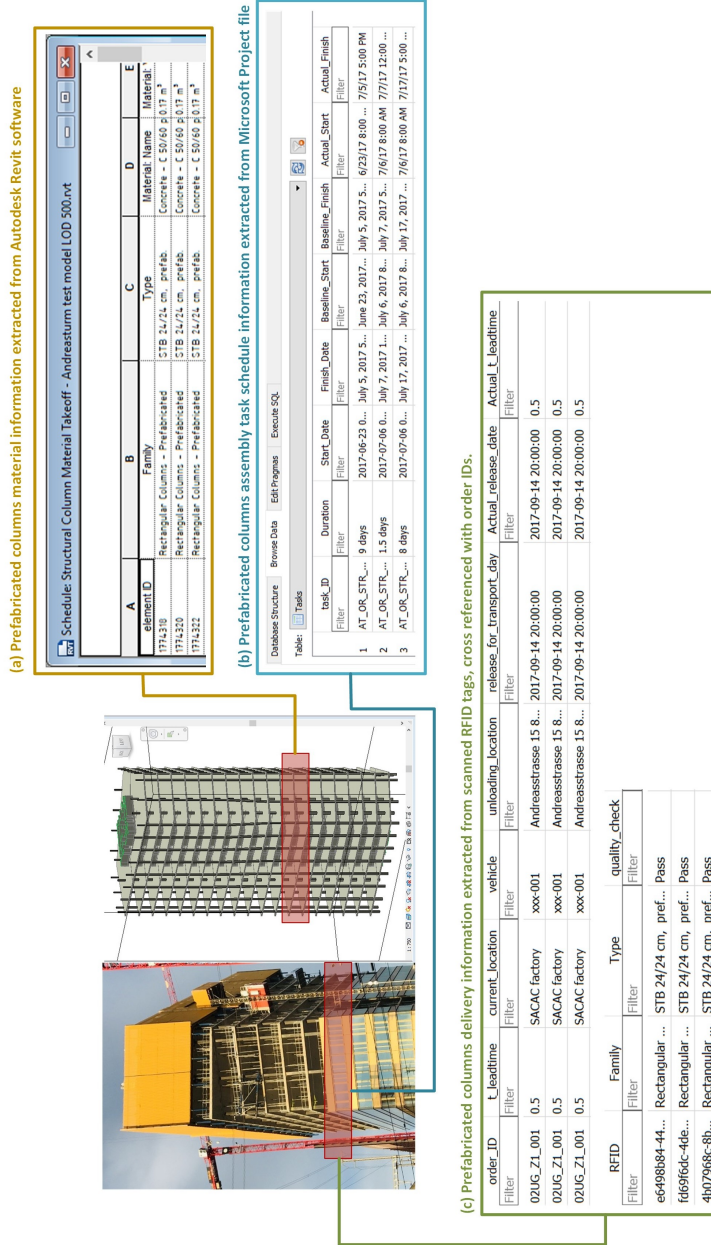 (a) Prefabricated columns material information extracted from Autodesk Revit software
RVT Schedule: Structural Column Material Takeoff - Andreasturm test model LOD 500.rvt
A B C D E
element ID Family Type Material: Name Material:
1774318 Rectangular Columns - Prefabricated STB 24/24 cm, prefab. Concrete - C 50/60 p 0.17 m³
1774320 Rectangular Columns - Prefabricated STB 24/24 cm, prefab. Concrete - C 50/60 p 0.17 m³
1774322 Rectangular Columns - Prefabricated STB 24/24 cm, prefab. Concrete - C 50/60 p 0.17 m³
(b) Prefabricated columns assembly task schedule information extracted from Microsoft Project file
Database Structure Browse Data Edit Pragmas Execute SQL
Table: Tasks
task_ID Duration Start_Date Finish_Date Baseline_Start Baseline_Finish Actual_Start Actual_Finish
Filter Filter Filter Filter Filter Filter Filter Filter
1 AT_OR_STR_... 9 days 2017-06-23 0... July 5, 2017 5... June 23, 2017... July 5, 2017 5... 6/23/17 8:00 ... 7/5/17 5:00 PM
2 AT_OR_STR_... 1.5 days 2017-07-06 0... July 7, 2017 1... July 6, 2017 8... July 7, 2017 5... 7/6/17 8:00 AM 7/7/17 12:00 ...
3 AT_OR_STR_... 8 days 2017-07-06 0... July 17, 2017 ... July 6, 2017 8... July 17, 2017 ... 7/6/17 8:00 AM 7/17/17 5:00 ...
1:750
(c) Prefabricated columns delivery information extracted from scanned RFID tags, cross referenced with order IDs.
order_ID t_leadtime current_location vehicle unloading_location release_for_transport_day Actual_release_date Actual_t_leadtime
Filter Filter Filter Filter Filter Filter Filter Filter
02UG_Z1_001 0.5 SACAC factory xxx-001 Andreasstrasse 15 8... 2017-09-14 20:00:00 2017-09-14 20:00:00 0.5
02UG_Z1_001 0.5 SACAC factory xxx-001 Andreasstrasse 15 8... 2017-09-14 20:00:00 2017-09-14 20:00:00 0.5
02UG_Z1_001 0.5 SACAC factory xxx-001 Andreasstrasse 15 8... 2017-09-14 20:00:00 2017-09-14 20:00:00 0.5
RFID Family Type quality_check
Filter Filter Filter Filter
e6498b84-44... Rectangular ... STB 24/24 cm, pref... Pass
fd69f6dc-4de... Rectangular ... STB 24/24 cm, pref... Pass
4b07968c-8b... Rectangular ... STB 24/24 cm, pref... Pass